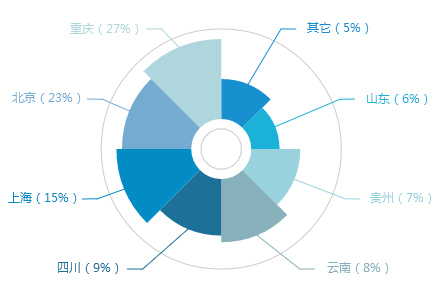 重庆（27%）
其它（5%）
北京（23%）
山东（6%）
上海（15%）
贵州（7%）
四川（9%）
云南（8%）